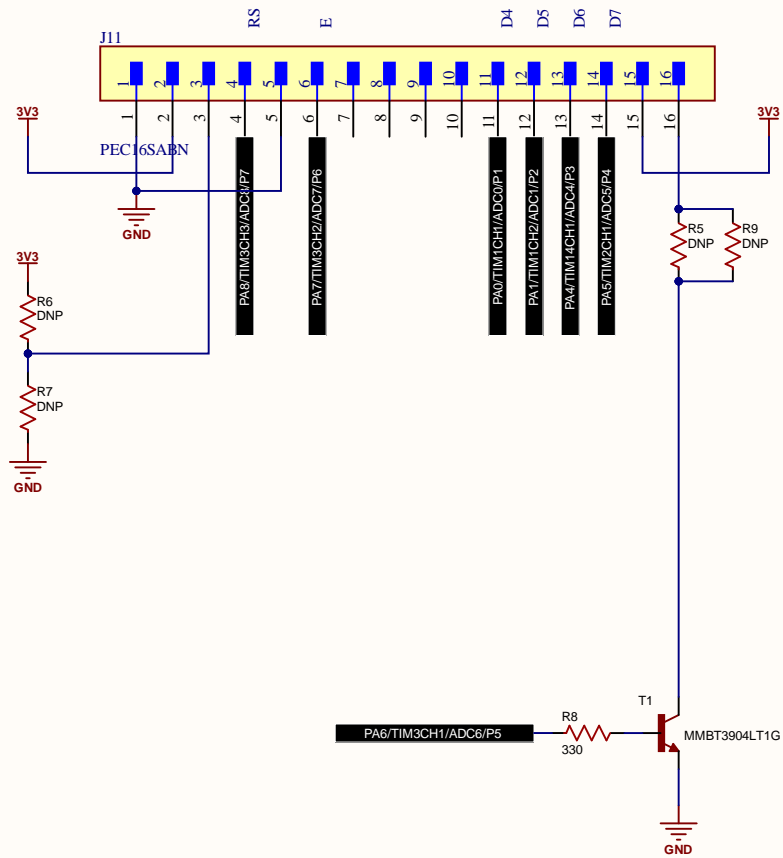 RS
E
D4
D5
D6
D7
J11
1
2
3
4
5
6
7
8
9
10
11
12
13
14
15
16
1
2
3
4
5
6
7
8
9
10
11
12
13
14
15
16
3V3
3V3
PEC16SABN
GND
PA8/TIM3CH3/ADC8/P7
PA7/TIM3CH2/ADC7/P6
PA0/TIM1CH1/ADC0/P1
PA1/TIM1CH2/ADC1/P2
PA4/TIM14CH1/ADC4/P3
PA5/TIM2CH1/ADC5/P4
R5
DNP
R9
DNP
3V3
R6
DNP
R7
DNP
GND
T1
R8
330
PA6/TIM3CH1/ADC6/P5
MMBT3904LT1G
GND